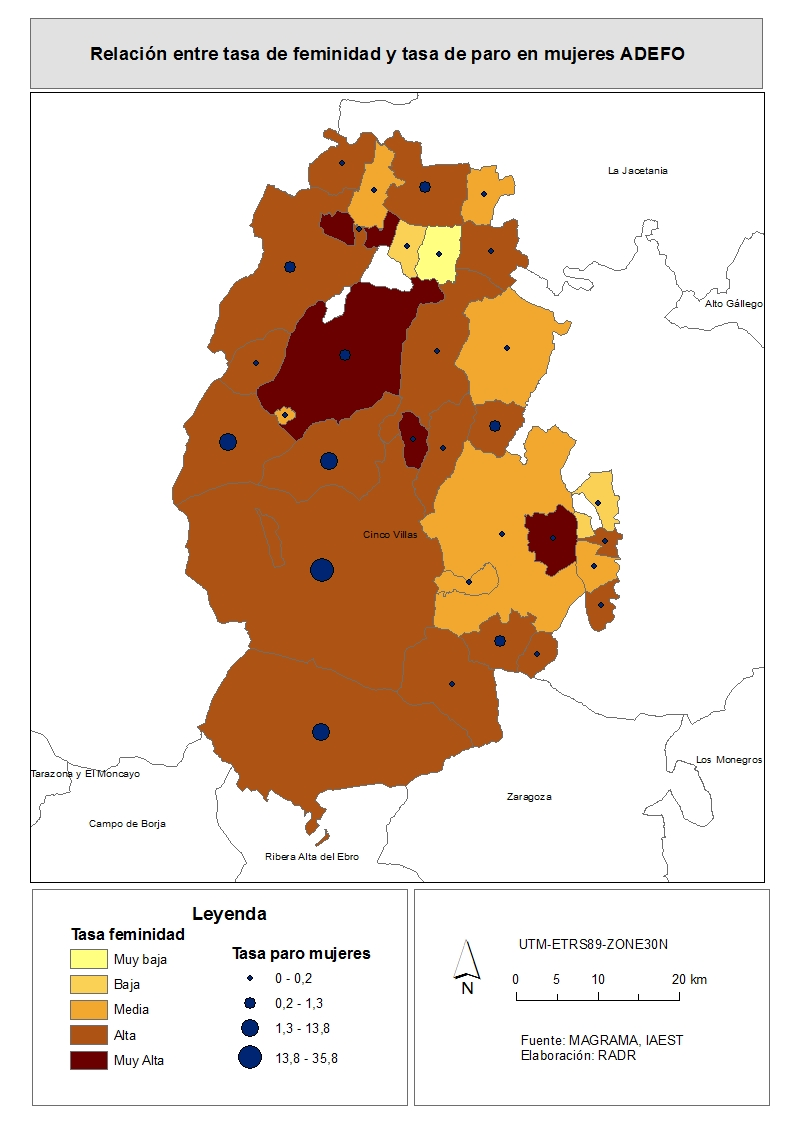 Relación entre tasa de feminidad y tasa de paro en mujeres ADEFO
La Jacetania
Alto Gállego
Cinco Villas
Los Monegros
Tarazona y El Moncayo
Zaragoza
Campo de Borja
Ribera Alta del Ebro
Leyenda
Tasa feminidad
Muy baja
Baja
Media
Alta
Muy Alta
Tasa paro mujeres
0 - 0,2
0,2 - 1,3
1,3 - 13,8
13,8 - 35,8
N
UTM-ETRS89-ZONE30N
0 5 10 20 km
Fuente: MAGRAMA, IAEST
Elaboración: RADR